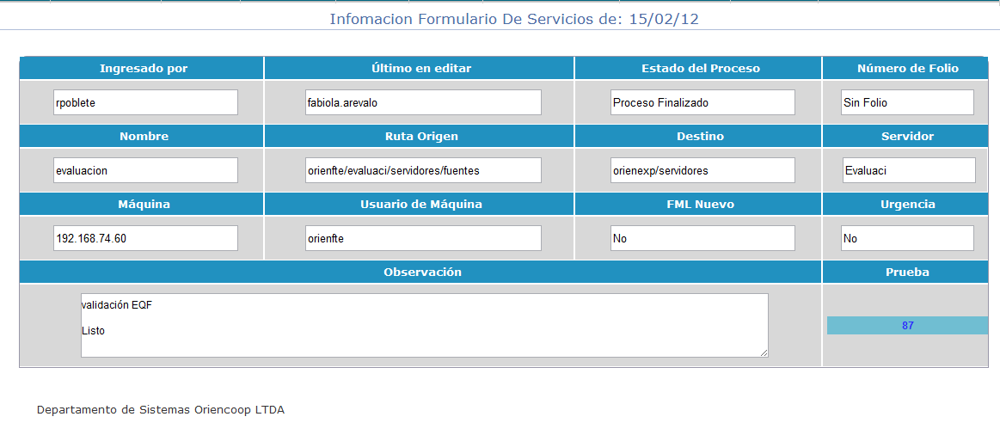 Infomacion Formulario De Servicios de: 15/02/12
Ingresado por Último en editar Estado del Proceso Número de Folio
rpoblete fabiola.arevalo Proceso Finalizado Sin Folio
Nombre Ruta Origen Destino Servidor
evaluacion orienfte/evaluaci/servidores/fuentes orienexp/servidores Evaluaci
Máquina Usuario de Máquina FML Nuevo Urgencia
192.168.74.60 orienfte No No
Observación Prueba
validación EQF
Listo
87
Departamento de Sistemas Oriencoop LTDA